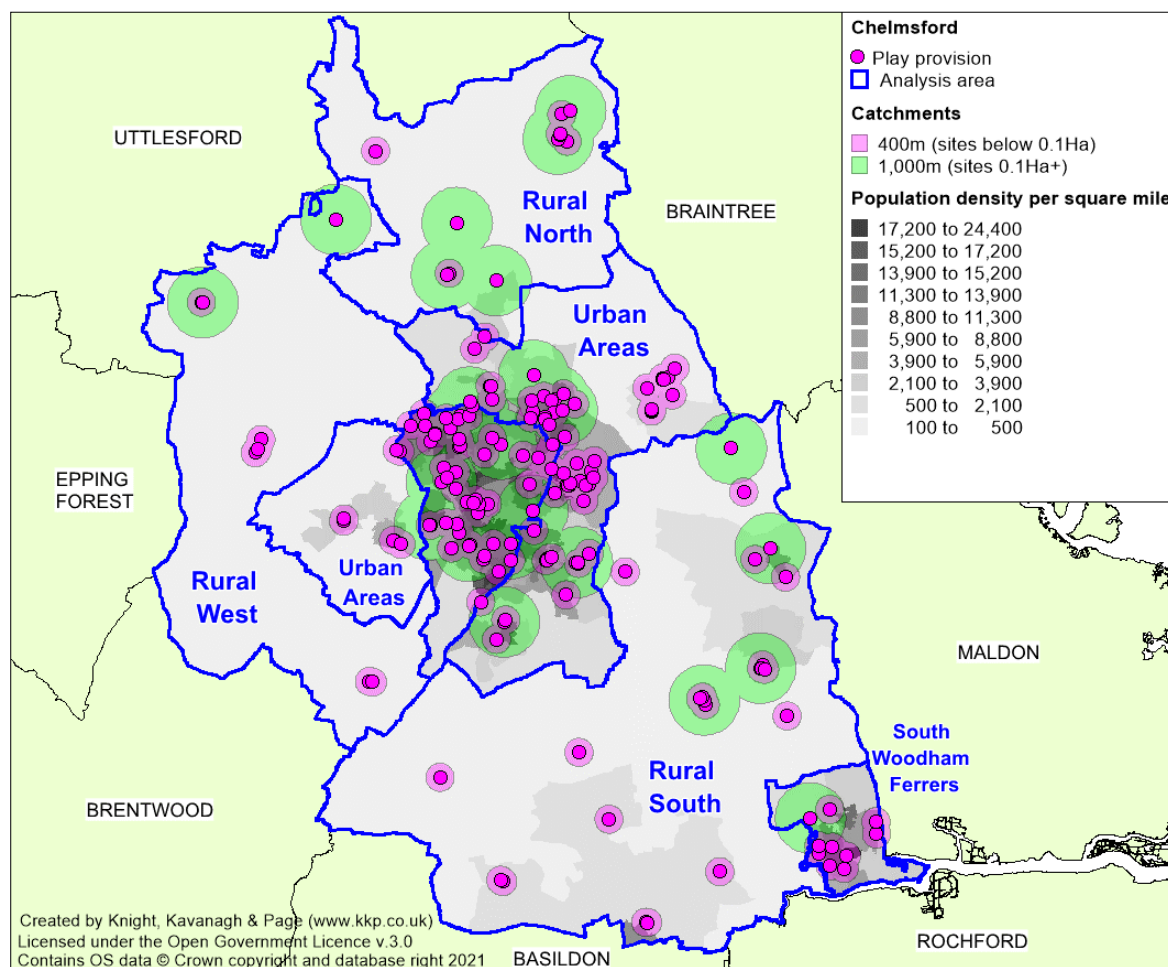 Chelmsford
Play provision
Analysis area
Catchments
400m (sites below 0.1Ha)
1,000m (sites 0.1Ha+)
Population density per square mile
17,200 to 24,400
15,200 to 17,200
13,900 to 15,200
11,300 to 13,900
8,800 to 11,300
5,900 to 8,800
3,900 to 5,900
2,100 to 3,900
500 to 2,100
100 to 500
UTTLESFORD
BRAINTREE
Rural
North
Urban
Areas
EPPING
FOREST
Rural
West
Urban
Areas
MALDON
South
Woodham
Ferrers
Rural
South
BRENTWOOD
ROCHFORD
BASILDON
Created by Knight, Kavanagh & Page (www.kkp.co.uk)
Licensed under the Open Government Licence v.3.0
Contains OS data © Crown copyright and database right 2021